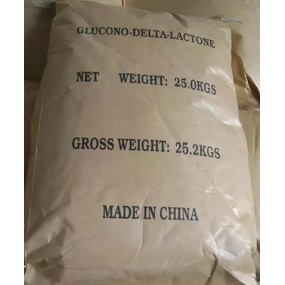 GLUCONO-DELTA-LACTONE
NET WEIGHT: 25.0KGS
GROSS WEIGHT: 25.2KGS
MADE IN CHINA